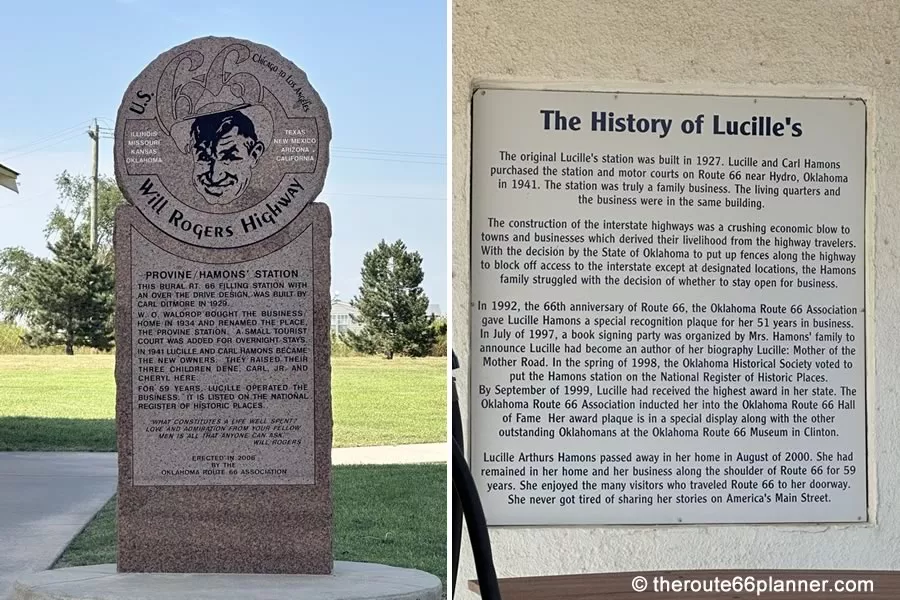 U.S.
66
Chicago to Los Angeles
ILLINOIS
MISSOURI
KANSAS
OKLAHOMA
TEXAS
NEW MEXICO
ARIZONA
CALIFORNIA
WILL ROGERS HIGHWAY
PROVINE/HAMONS' STATION
THIS RURAL RT. 66 FILLING STATION WITH
AN OVER THE DRIVE DESIGN, WAS BUILT BY
CARL DITMORE IN 1929.
W. O. WALDROP BOUGHT THE BUSINESS,
HOME IN 1934 AND RENAMED THE PLACE,
THE PROVINE STATION. A SMALL TOURIST
COURT WAS ADDED FOR OVERNIGHT STAYS.
IN 1941 LUCILLE AND CARL HAMONS BECAME
THE NEW OWNERS. THEY RAISED THEIR
THREE CHILDREN DENE, CARL, JR. AND
CHERYL HERE.
FOR 59 YEARS, LUCILLE OPERATED THE
BUSINESS. IT IS LISTED ON THE NATIONAL
REGISTER OF HISTORIC PLACES.
"WHAT CONSTITUTES A LIFE WELL SPENT,
LOVE AND ADMIRATION FROM YOUR FELLOW
MEN IS ALL THAT ANYONE CAN ASK."
WILL ROGERS
ERECTED IN 2006
BY THE
OKLAHOMA ROUTE 66 ASSOCIATION
The History of Lucille's
The original Lucille's station was built in 1927. Lucille and Carl Hamons
purchased the station and motor courts on Route 66 near Hydro, Oklahoma
in 1941. The station was truly a family business. The living quarters and
the business were in the same building.
The construction of the interstate highways was a crushing economic blow to
towns and businesses which derived their livelihood from the highway travelers.
With the decision by the State of Oklahoma to put up fences along the highway
to block off access to the interstate except at designated locations, the Hamons
family struggled with the decision of whether to stay open for business.
In 1992, the 66th anniversary of Route 66, the Oklahoma Route 66 Association
gave Lucille Hamons a special recognition plaque for her 51 years in business.
In July of 1997, a book signing party was organized by Mrs. Hamons' family to
announce Lucille had become an author of her biography Lucille: Mother of the
Mother Road. In the spring of 1998, the Oklahoma Historical Society voted to
put the Hamons station on the National Register of Historic Places.
By September of 1999, Lucille had received the highest award in her state. The
Oklahoma Route 66 Association inducted her into the Oklahoma Route 66 Hall
of Fame Her award plaque is in a special display along with the other
outstanding Oklahomans at the Oklahoma Route 66 Museum in Clinton.
Lucille Arthurs Hamons passed away in her home in August of 2000. She had
remained in her home and her business along the shoulder of Route 66 for 59
years. She enjoyed the many visitors who traveled Route 66 to her doorway.
She never got tired of sharing her stories on America's Main Street.
© theroute66planner.com